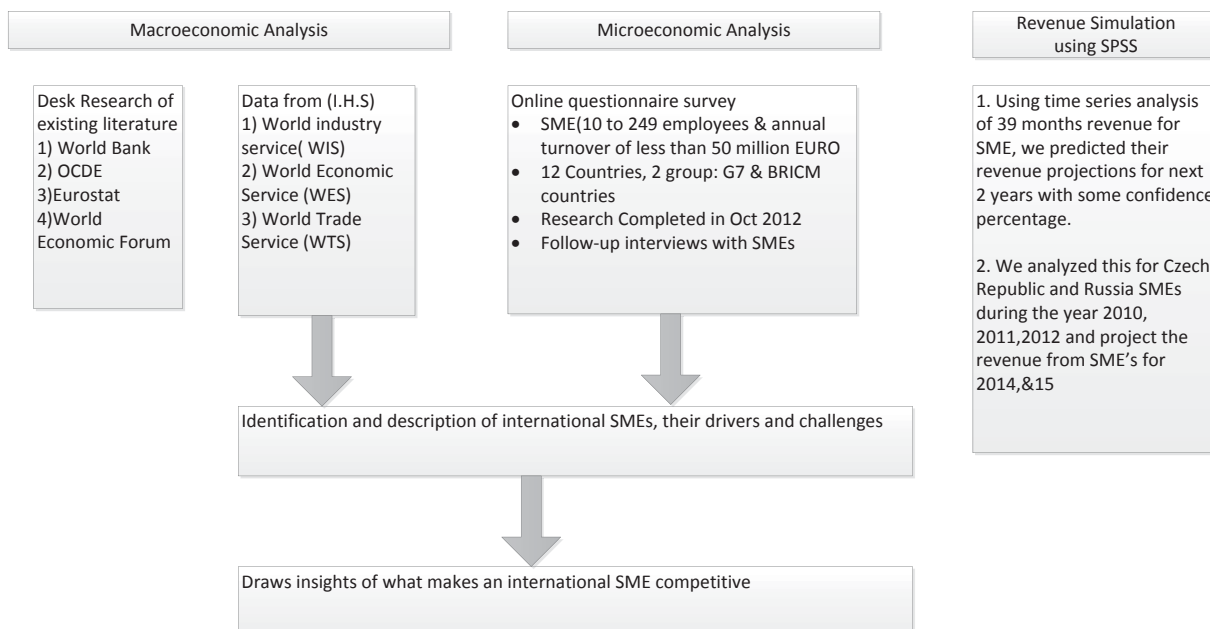 Macroeconomic Analysis
Microeconomic Analysis
Revenue Simulation
using SPSS
Desk Research of
existing literature
1) World Bank
2) OCDE
3)Eurostat
4)World
Economic Forum
Data from (I.H.S)
1) World industry
service( WIS)
2) World Economic
Service (WES)
3) World Trade
Service (WTS)
Online questionnaire survey
• SME(10 to 249 employees & annual
turnover of less than 50 million EURO
• 12 Countries, 2 group: G7 & BRICM
countries
• Research Completed in Oct 2012
• Follow-up interviews with SMEs
1. Using time series analysis
of 39 months revenue for
SME, we predicted their
revenue projections for next
2 years with some confidence
percentage.
2. We analyzed this for Czech
Republic and Russia SMEs
during the year 2010,
2011,2012 and project the
revenue from SME's for
2014,&15
Identification and description of international SMEs, their drivers and challenges
Draws insights of what makes an international SME competitive